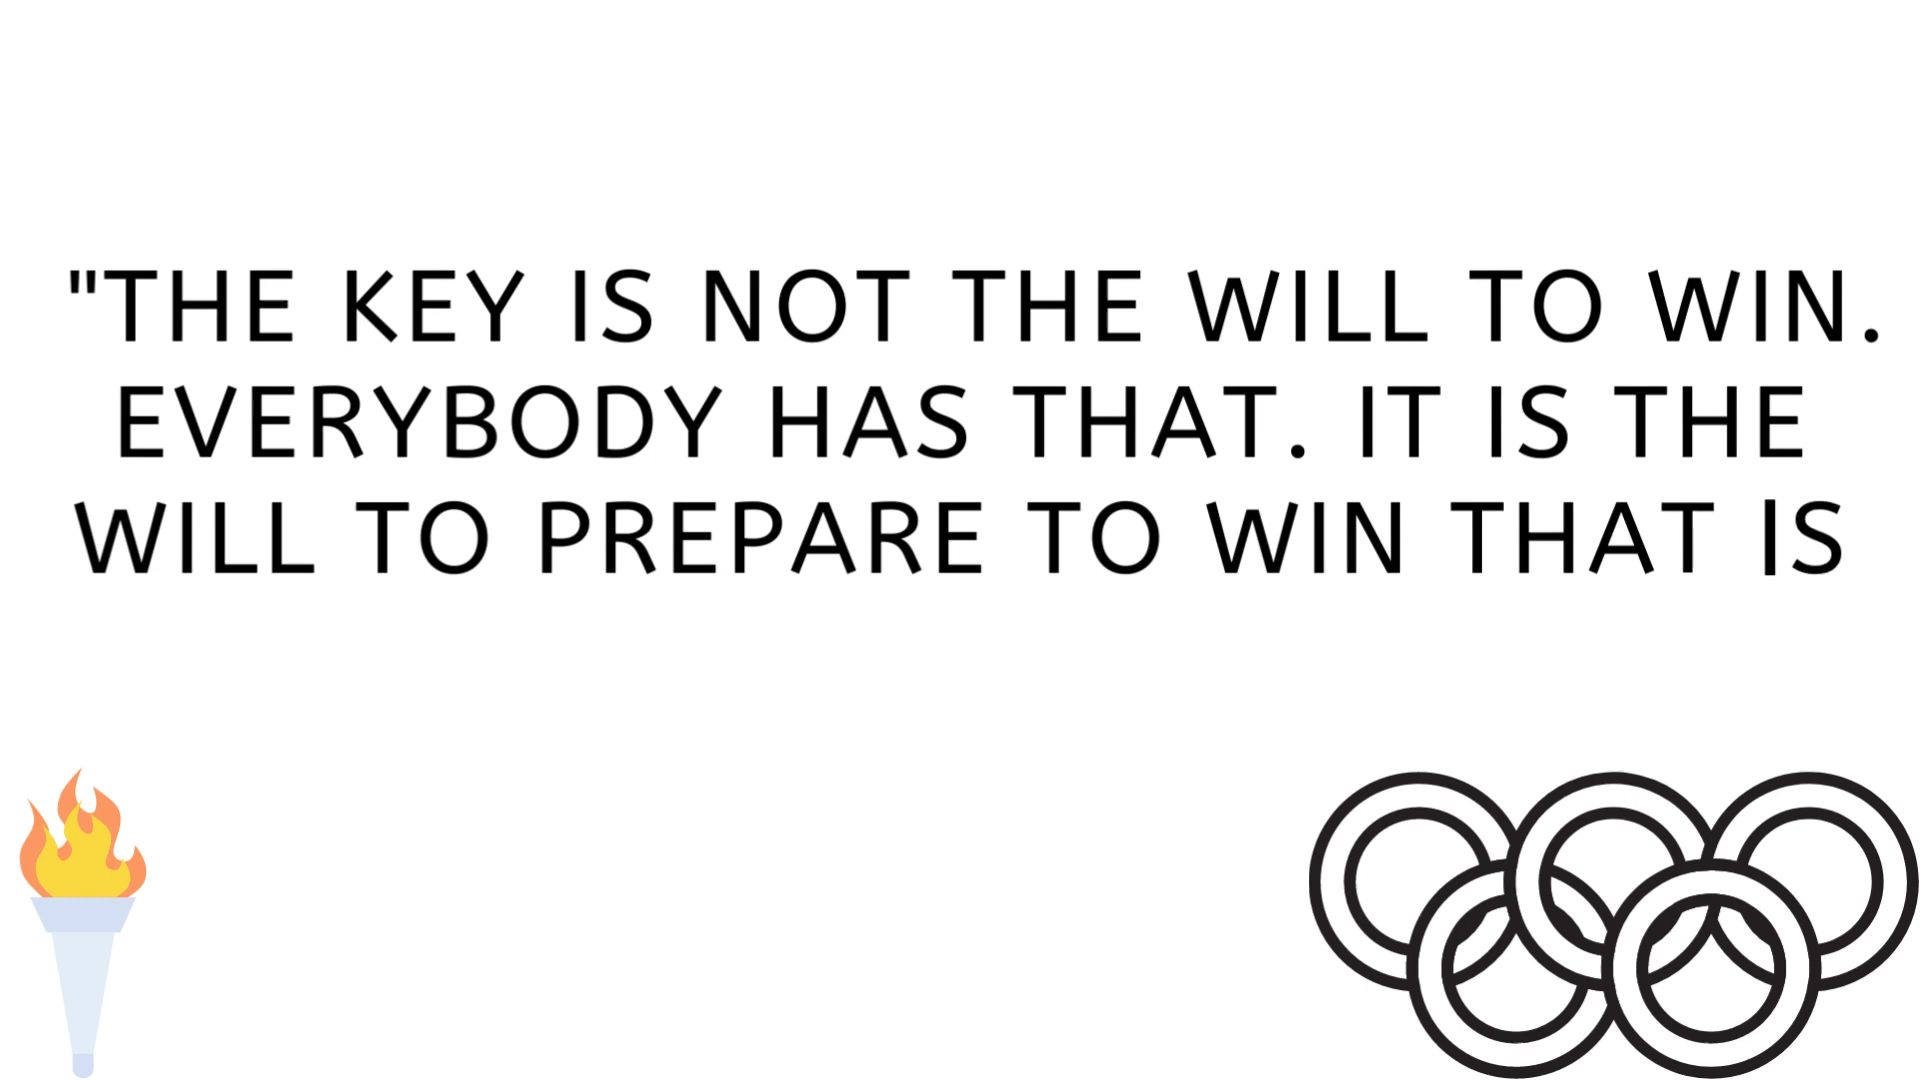 "THE KEY IS NOT THE WILL TO WIN.
EVERYBODY HAS THAT. IT IS THE
WILL TO PREPARE TO WIN THAT IS